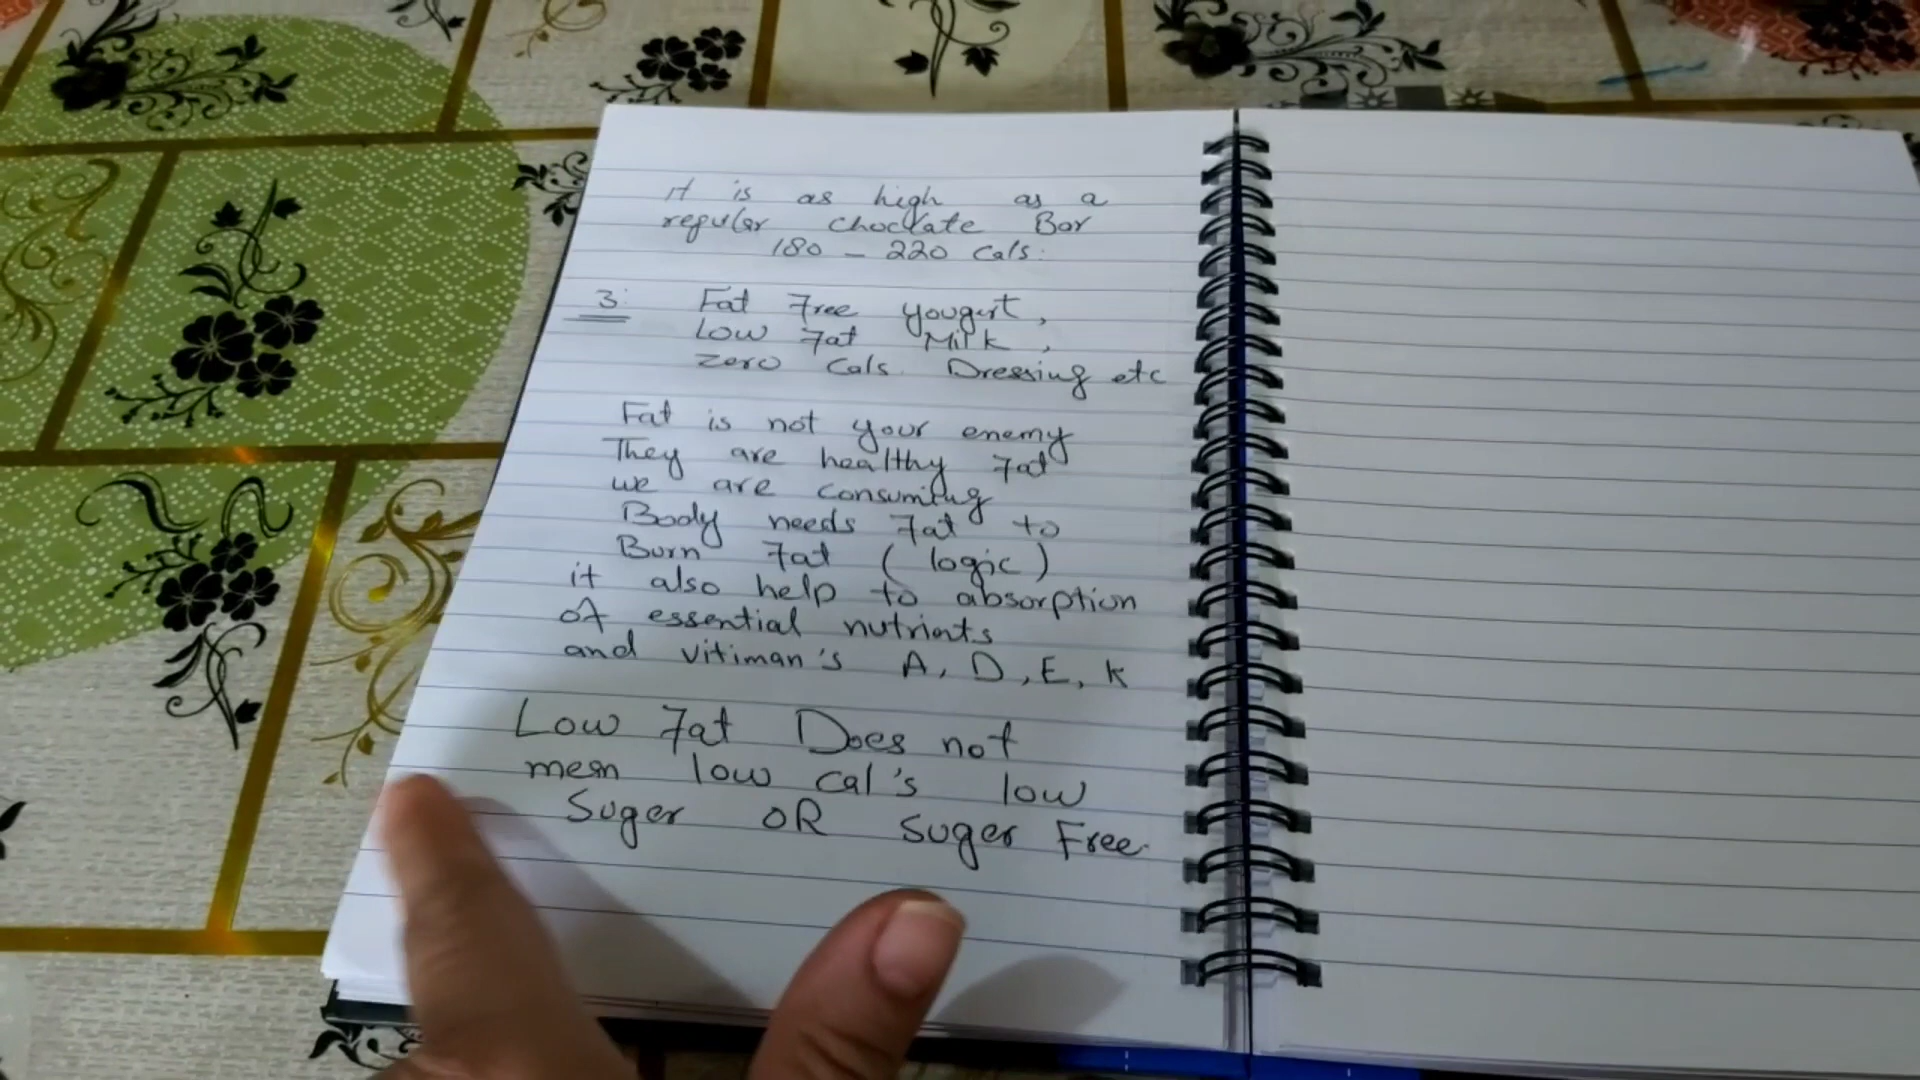 it is as high as a
regular choclate Bar
180 - 220 cals.
3: Fat Free yougert,
Low Fat Milk,
zero cals. Dressing etc
Fat is not your enemy
They are healthy Fat
we are consuming
Body needs Fat to
Burn Fat (logic)
it also help to absorption
of essential nutrients
and vitiman's A, D, E, K
Low Fat Does not
mean low cal's low
Suger OR Suger Free.